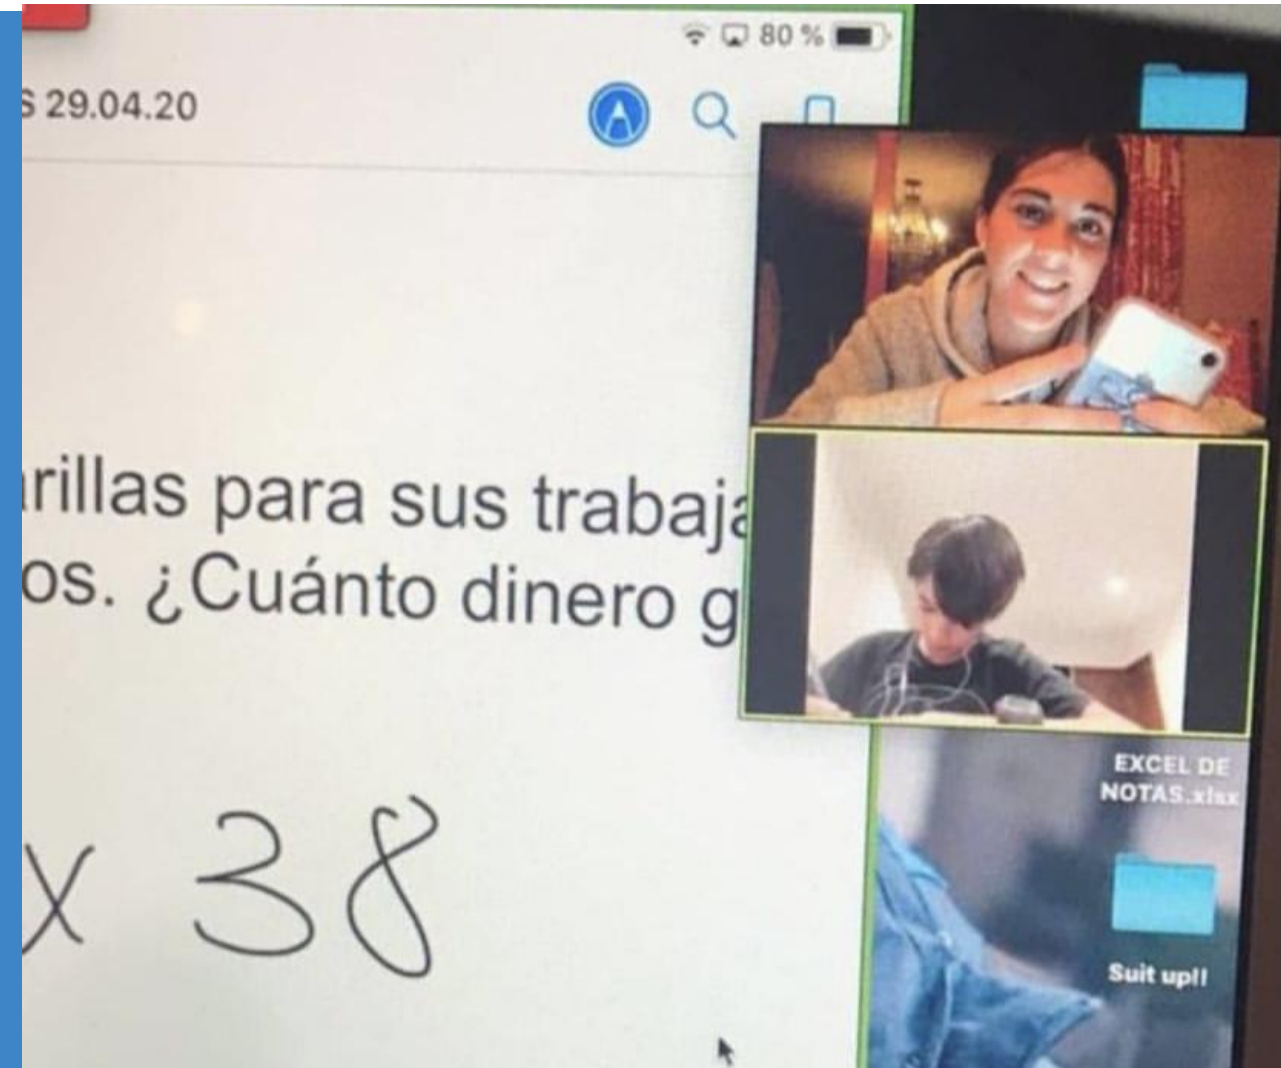 80 %
S 29.04.20
rillas para sus trabaja
os. ¿Cuánto dinero g
x 38
EXCEL DE
NOTAS.xlsx
Suit up!!